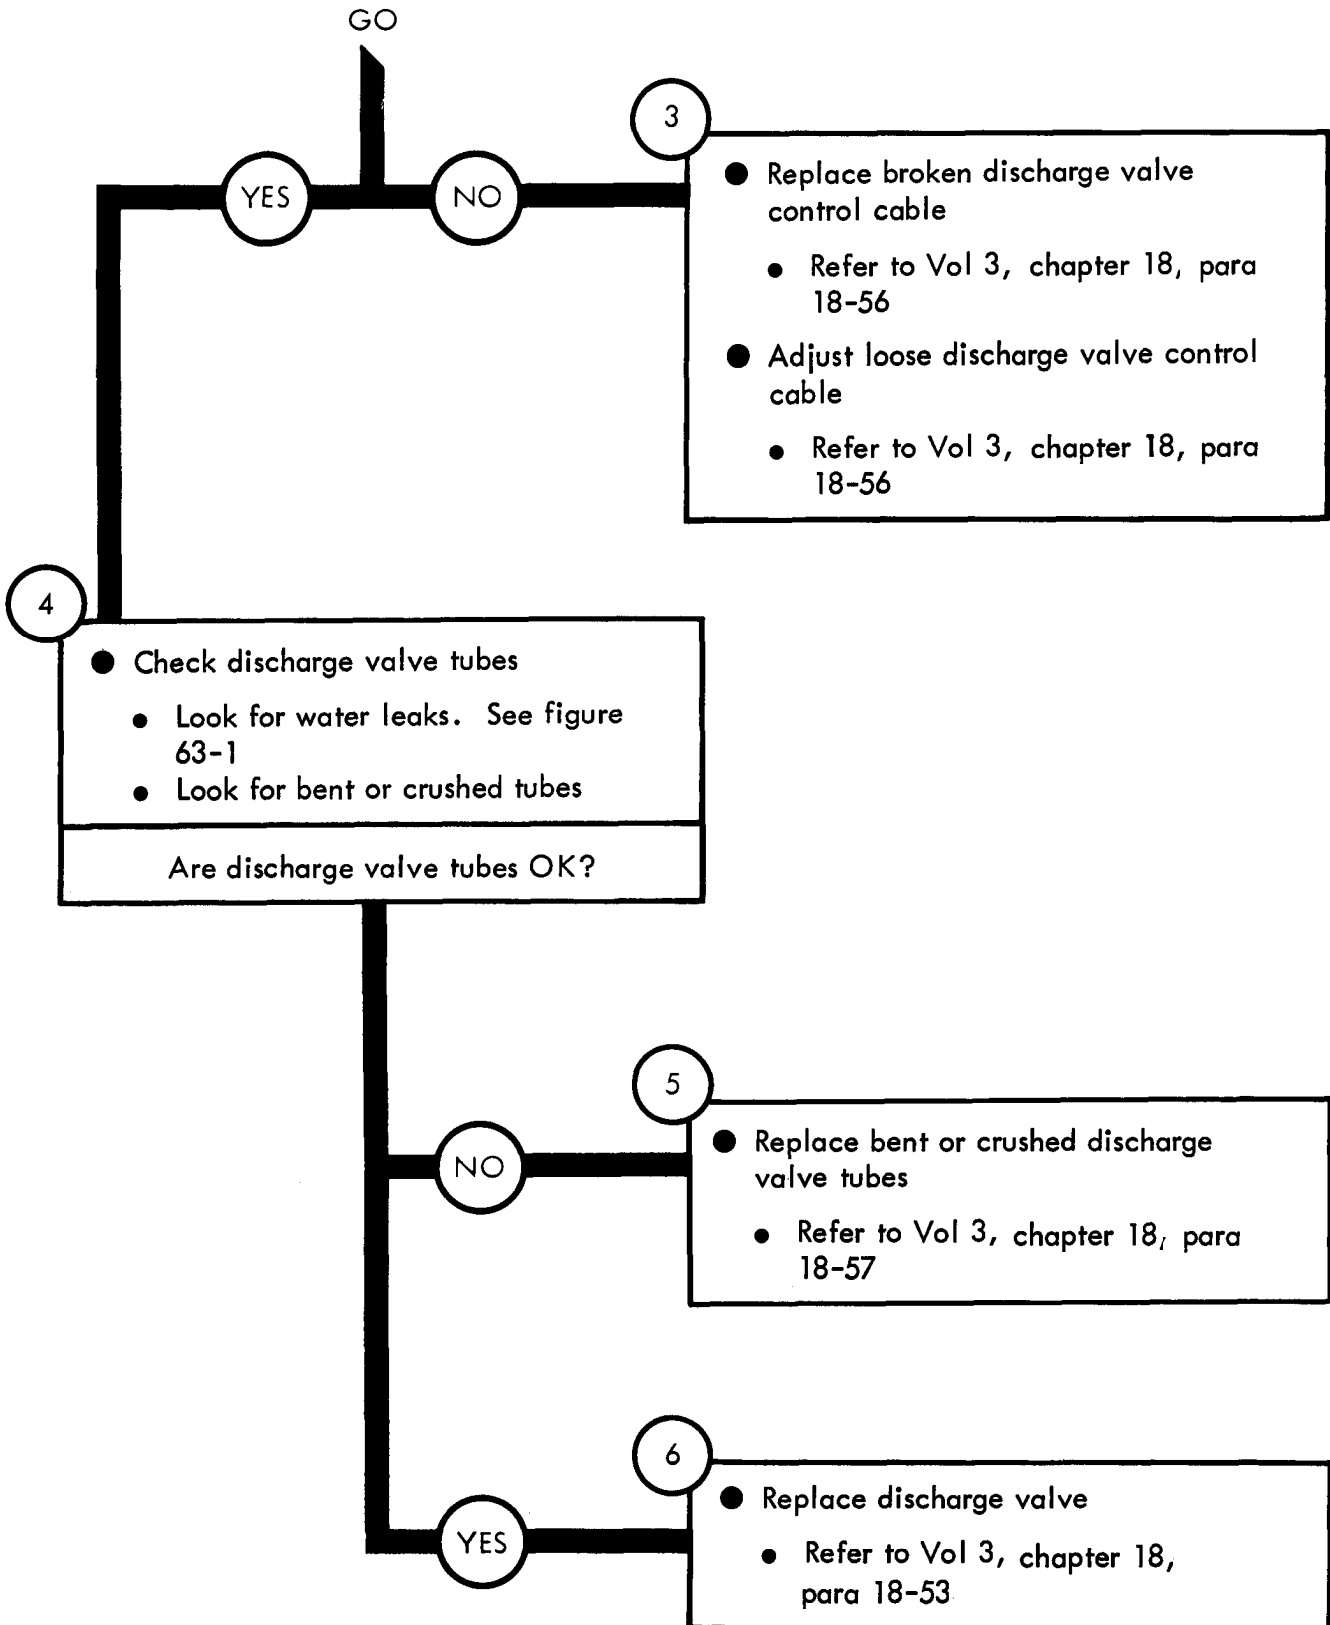 GO
YES
NO
3
● Replace broken discharge valve
control cable
● Refer to Vol 3, chapter 18, para
18-56
● Adjust loose discharge valve control
cable
● Refer to Vol 3, chapter 18, para
18-56
4
● Check discharge valve tubes
● Look for water leaks. See figure
63-1
● Look for bent or crushed tubes
Are discharge valve tubes OK?
NO
5
● Replace bent or crushed discharge
valve tubes
● Refer to Vol 3, chapter 18, para
18-57
YES
6
● Replace discharge valve
● Refer to Vol 3, chapter 18,
para 18-53